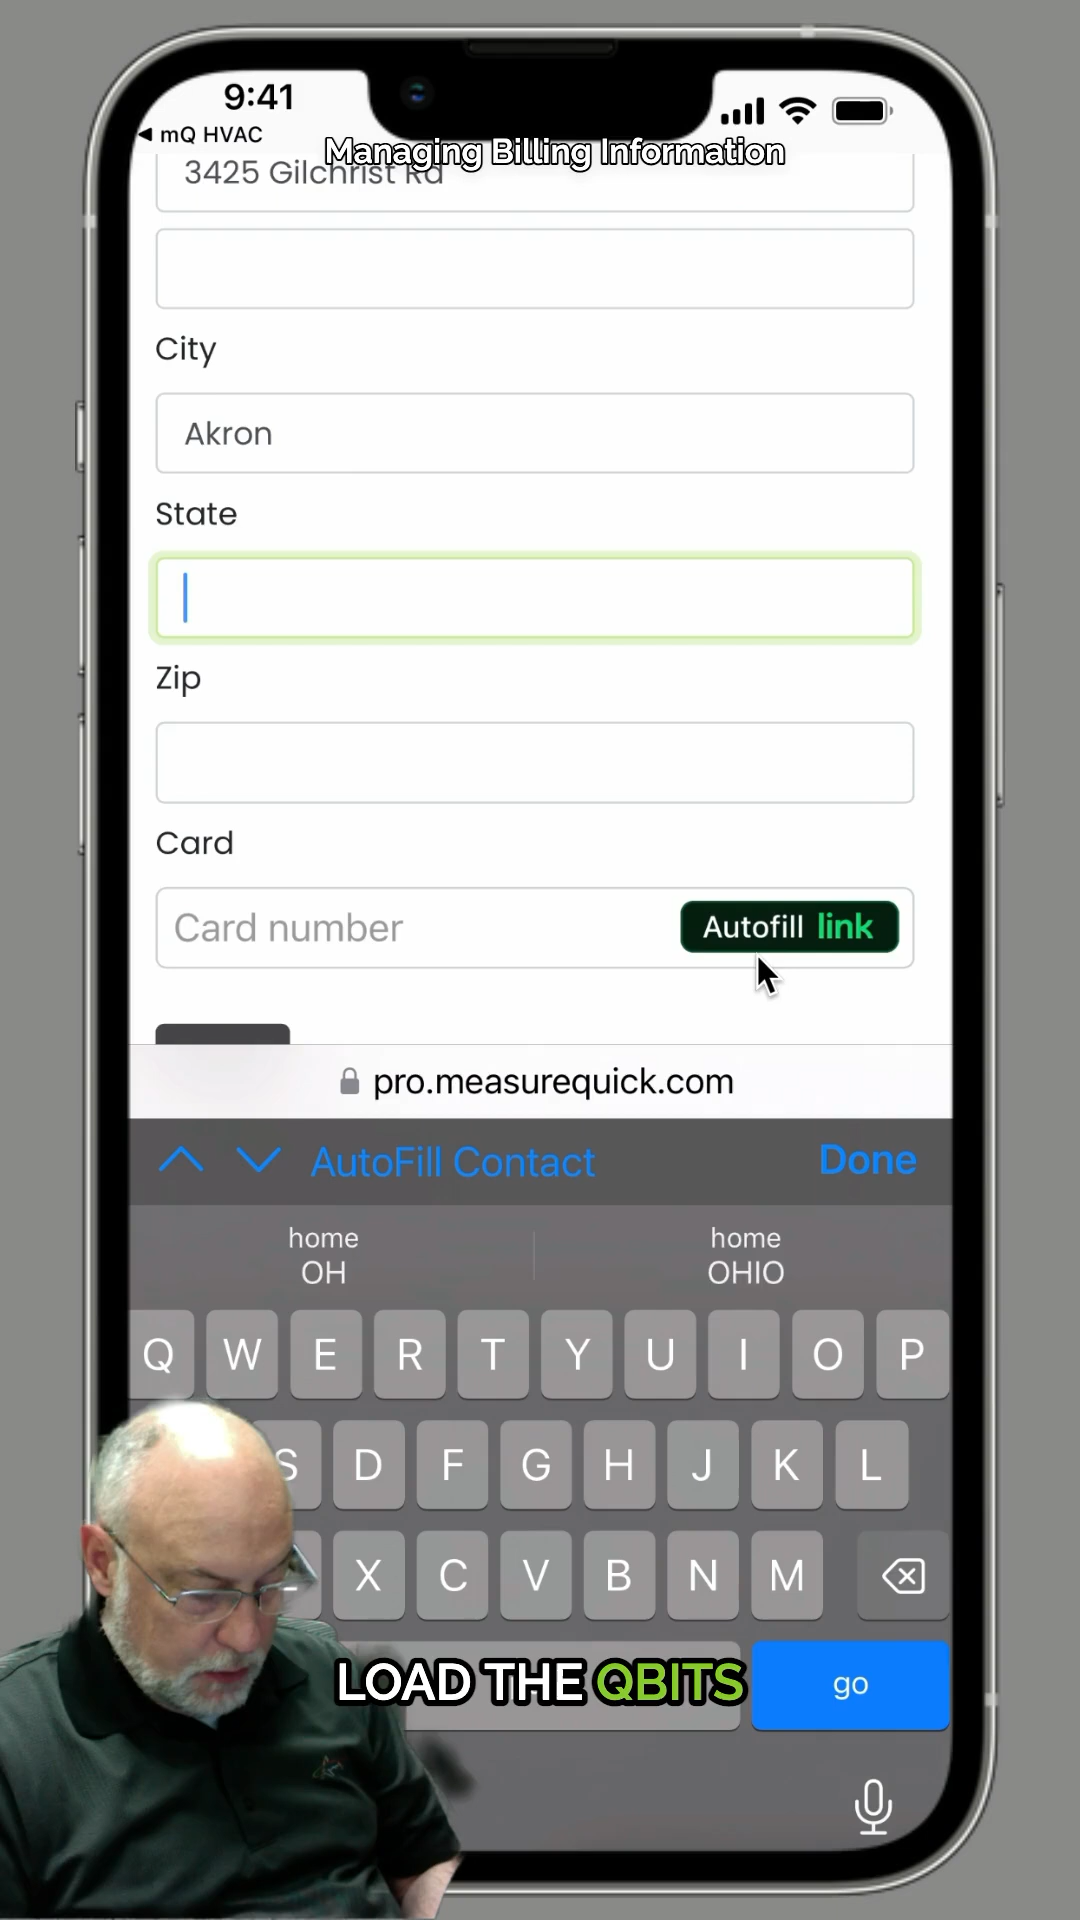 9:41
mQ HVAC
Managing Billing Information
3425 Gilchrist Rd
City
Akron
State
Zip
Card
Card number
Autofill link
pro.measurequick.com
AutoFill Contact
Done
home
OH
home
OHIO
Q W E R T Y U I O P
S D F G H J K L
X C V B N M
LOAD THE QBITS
go